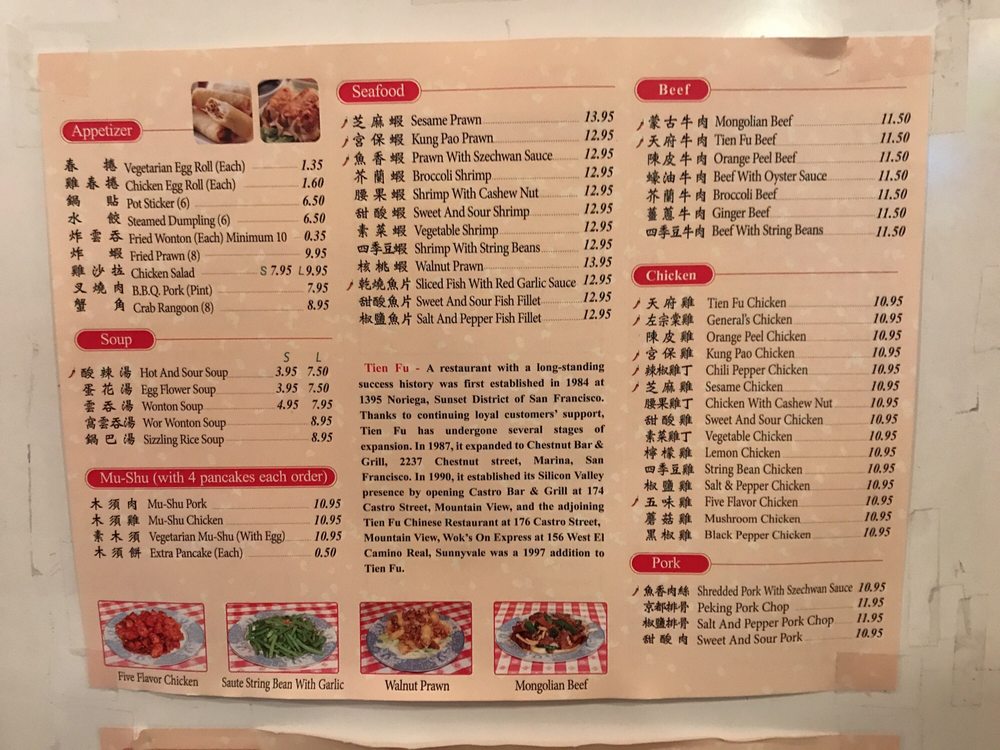 Appetizer
春捲 Vegetarian Egg Roll (Each) 1.35
雞春捲 Chicken Egg Roll (Each) 1.60
鍋貼 Pot Sticker (6) 6.50
水餃 Steamed Dumpling (6) 6.50
炸雲吞 Fried Wonton (Each) Minimum 10 0.35
炸蝦 Fried Prawn (8) 9.95
雞沙拉 Chicken Salad S 7.95 L 9.95
叉燒肉 B.B.Q. Pork (Pint) 7.95
蟹角 Crab Rangoon (8) 8.95
Soup
S L
酸辣湯 Hot And Sour Soup 3.95 7.50
蛋花湯 Egg Flower Soup 3.95 7.50
雲吞湯 Wonton Soup 4.95 7.95
窩雲吞湯 Wor Wonton Soup 8.95
鍋巴湯 Sizzling Rice Soup 8.95
Mu-Shu (with 4 pancakes each order)
木須肉 Mu-Shu Pork 10.95
木須雞 Mu-Shu Chicken 10.95
素木須 Vegetarian Mu-Shu (With Egg) 10.95
木須餅 Extra Pancake (Each) 0.50
Seafood
芝麻蝦 Sesame Prawn 13.95
宮保蝦 Kung Pao Prawn 12.95
魚香蝦 Prawn With Szechwan Sauce 12.95
芥蘭蝦 Broccoli Shrimp 12.95
腰果蝦 Shrimp With Cashew Nut 12.95
甜酸蝦 Sweet And Sour Shrimp 12.95
素菜蝦 Vegetable Shrimp 12.95
四季豆蝦 Shrimp With String Beans 12.95
核桃蝦 Walnut Prawn 13.95
乾燒魚片 Sliced Fish With Red Garlic Sauce 12.95
甜酸魚片 Sweet And Sour Fish Fillet 12.95
椒鹽魚片 Salt And Pepper Fish Fillet 12.95
Tien Fu - A restaurant with a long-standing
success history was first established in 1984 at
1395 Noriega, Sunset District of San Francisco.
Thanks to continuing loyal customers' support,
Tien Fu has undergone several stages of
expansion. In 1987, it expanded to Chestnut Bar &
Grill, 2237 Chestnut street, Marina, San
Francisco. In 1990, it established its Silicon Valley
presence by opening Castro Bar & Grill at 174
Castro Street, Mountain View, and the adjoining
Tien Fu Chinese Restaurant at 176 Castro Street,
Mountain View, Wok's On Express at 156 West El
Camino Real, Sunnyvale was a 1997 addition to
Tien Fu.
Beef
蒙古牛肉 Mongolian Beef 11.50
天府牛肉 Tien Fu Beef 11.50
陳皮牛肉 Orange Peel Beef 11.50
蠔油牛肉 Beef With Oyster Sauce 11.50
芥蘭牛肉 Broccoli Beef 11.50
薑蔥牛肉 Ginger Beef 11.50
四季豆牛肉 Beef With String Beans 11.50
Chicken
天府雞 Tien Fu Chicken 10.95
左宗棠雞 General's Chicken 10.95
陳皮雞 Orange Peel Chicken 10.95
宮保雞 Kung Pao Chicken 10.95
辣椒雞丁 Chili Pepper Chicken 10.95
芝麻雞 Sesame Chicken 10.95
腰果雞丁 Chicken With Cashew Nut 10.95
甜酸雞 Sweet And Sour Chicken 10.95
素菜雞丁 Vegetable Chicken 10.95
檸檬雞 Lemon Chicken 10.95
四季豆雞 String Bean Chicken 10.95
椒鹽雞 Salt & Pepper Chicken 10.95
五味雞 Five Flavor Chicken 10.95
蘑菇雞 Mushroom Chicken 10.95
黑椒雞 Black Pepper Chicken 10.95
Pork
魚香肉絲 Shredded Pork With Szechwan Sauce 10.95
京都排骨 Peking Pork Chop 11.95
椒鹽排骨 Salt And Pepper Pork Chop 11.95
甜酸肉 Sweet And Sour Pork 10.95
Five Flavor Chicken
Saute String Bean With Garlic
Walnut Prawn
Mongolian Beef